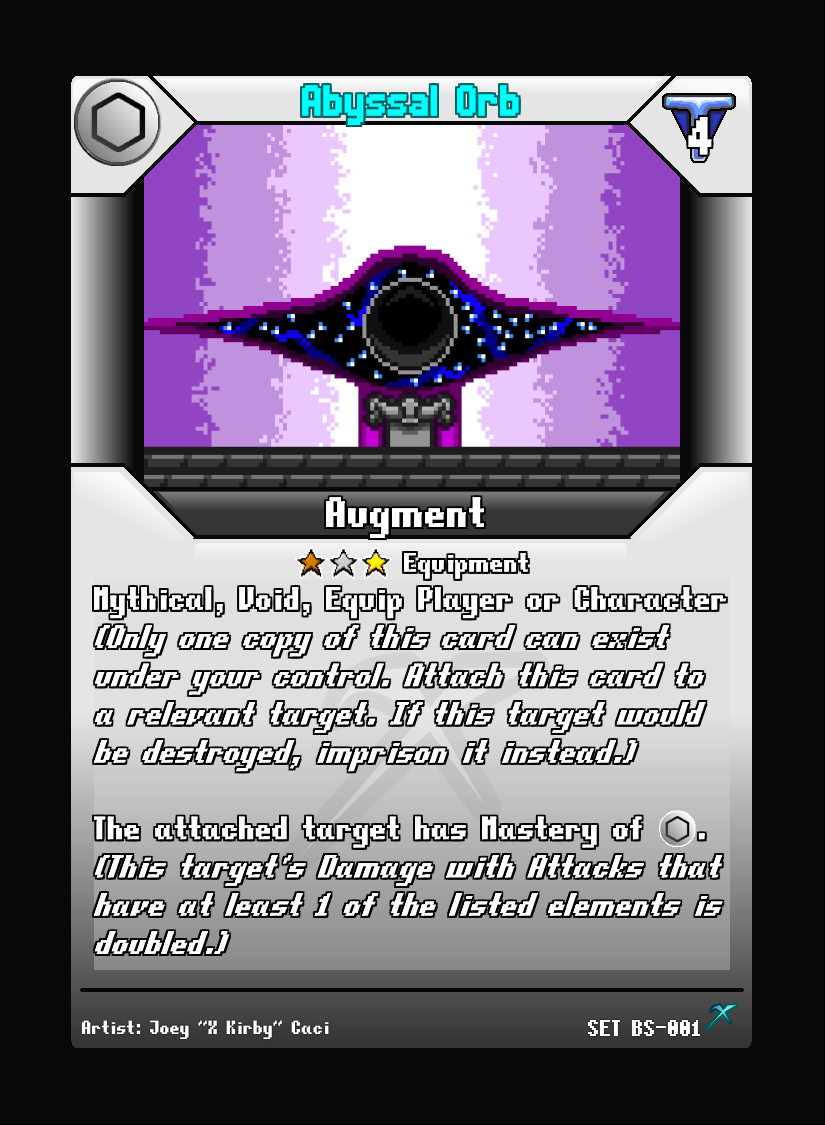 Abyssal Orb
4
Augment
Equipment
Mythical, Void, Equip Player or Character
(Only one copy of this card can exist
under your control. Attach this card to
a relevant target. If this target would
be destroyed, imprison it instead.)
The attached target has Mastery of .
(This target's Damage with Attacks that
have at least 1 of the listed elements is
doubled.)
Artist: Joey "X Kirby" Caci
SET BS-001